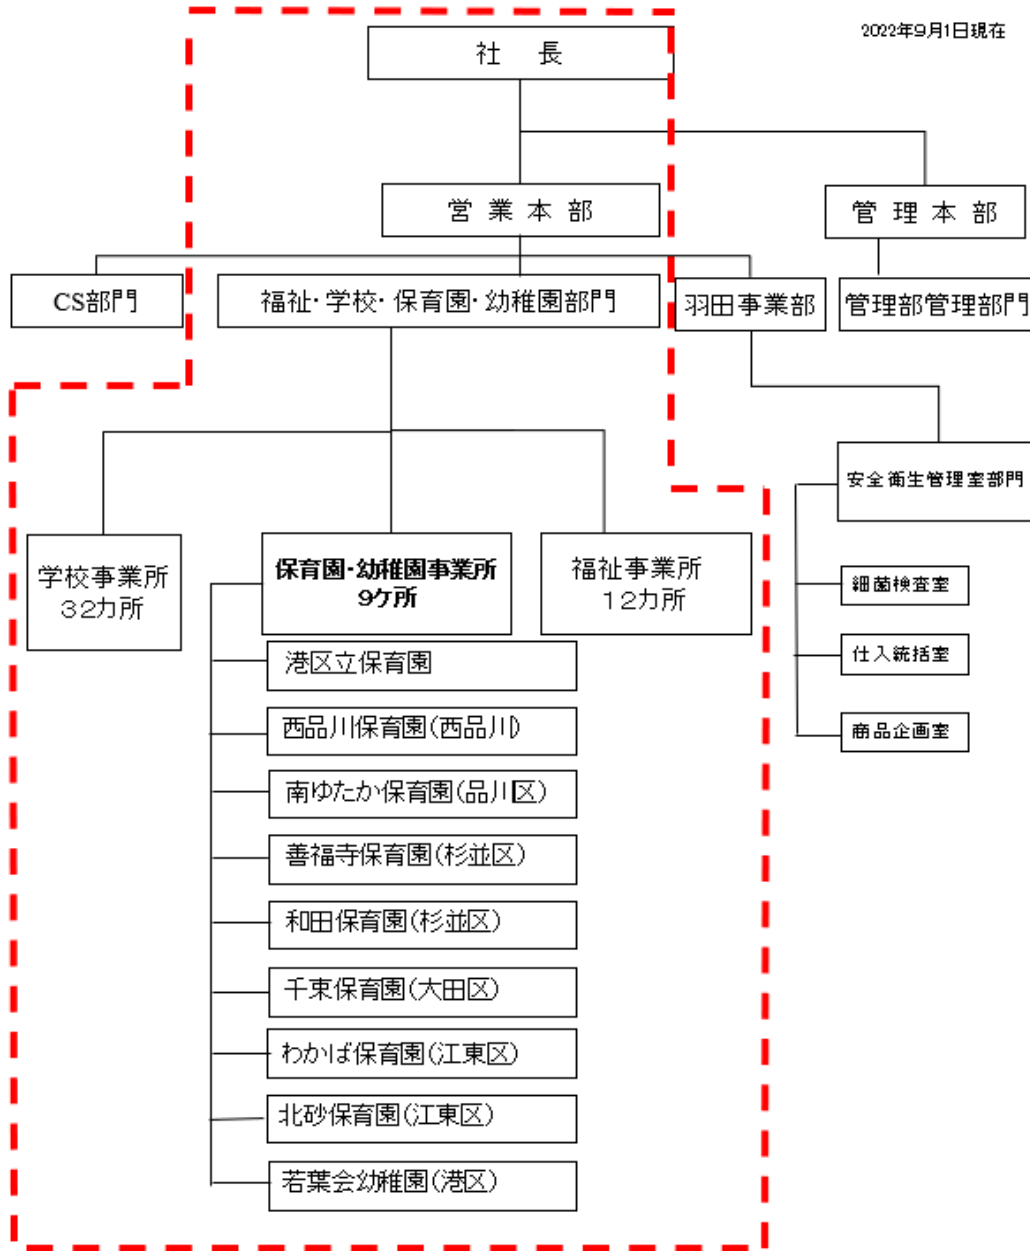 2022年9月1日現在
社 長
営 業 本 部
管 理 本 部
CS部門
福祉・学校・保育園・幼稚園部門
羽田事業部
管理部管理部門
安全衛生管理室部門
学校事業所
32カ所
保育園・幼稚園事業所
9ケ所
福祉事業所
12カ所
細菌検査室
仕入統括室
商品企画室
港区立保育園
西品川保育園(西品川)
南ゆたか保育園(品川区)
善福寺保育園(杉並区)
和田保育園(杉並区)
千束保育園(大田区)
わかば保育園(江東区)
北砂保育園(江東区)
若葉会幼稚園(港区)